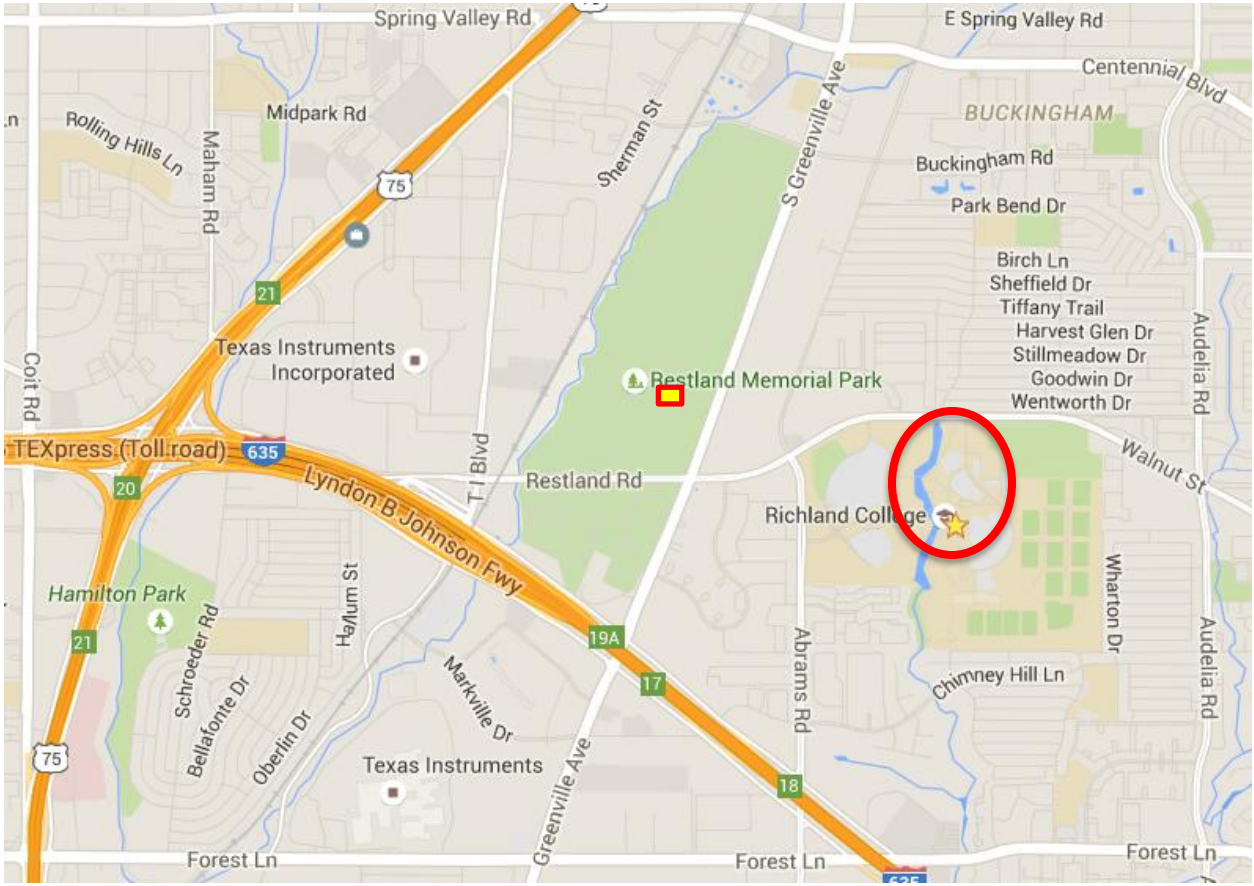 75
Spring Valley Rd
E Spring Valley Rd
Centennial Blvd
Midpark Rd
BUCKINGHAM
Ln
Rolling Hills Ln
Maham Rd
Sherman St
S Greenville Ave
Buckingham Rd
75
Park Bend Dr
Birch Ln
Sheffield Dr
Tiffany Trail
Harvest Glen Dr
Stillmeadow Dr
Goodwin Dr
Wentworth Dr
21
Audelia Rd
Texas Instruments
Incorporated
Coit Rd
Restland Memorial Park
TEXpress (Toll road)
635
Lyndon B Johnson Fwy
T I Blvd
Restland Rd
Walnut St
20
Richland College
Hamilton Park
Hallum St
Schroeder Rd
Wharton Dr
21
19A
Abrams Rd
Audelia Rd
17
Markville Dr
Chimney Hill Ln
Bellafonte Dr
Oberlin Dr
75
Texas Instruments
Greenville Ave
18
Forest Ln
Forest Ln
Forest Ln
635